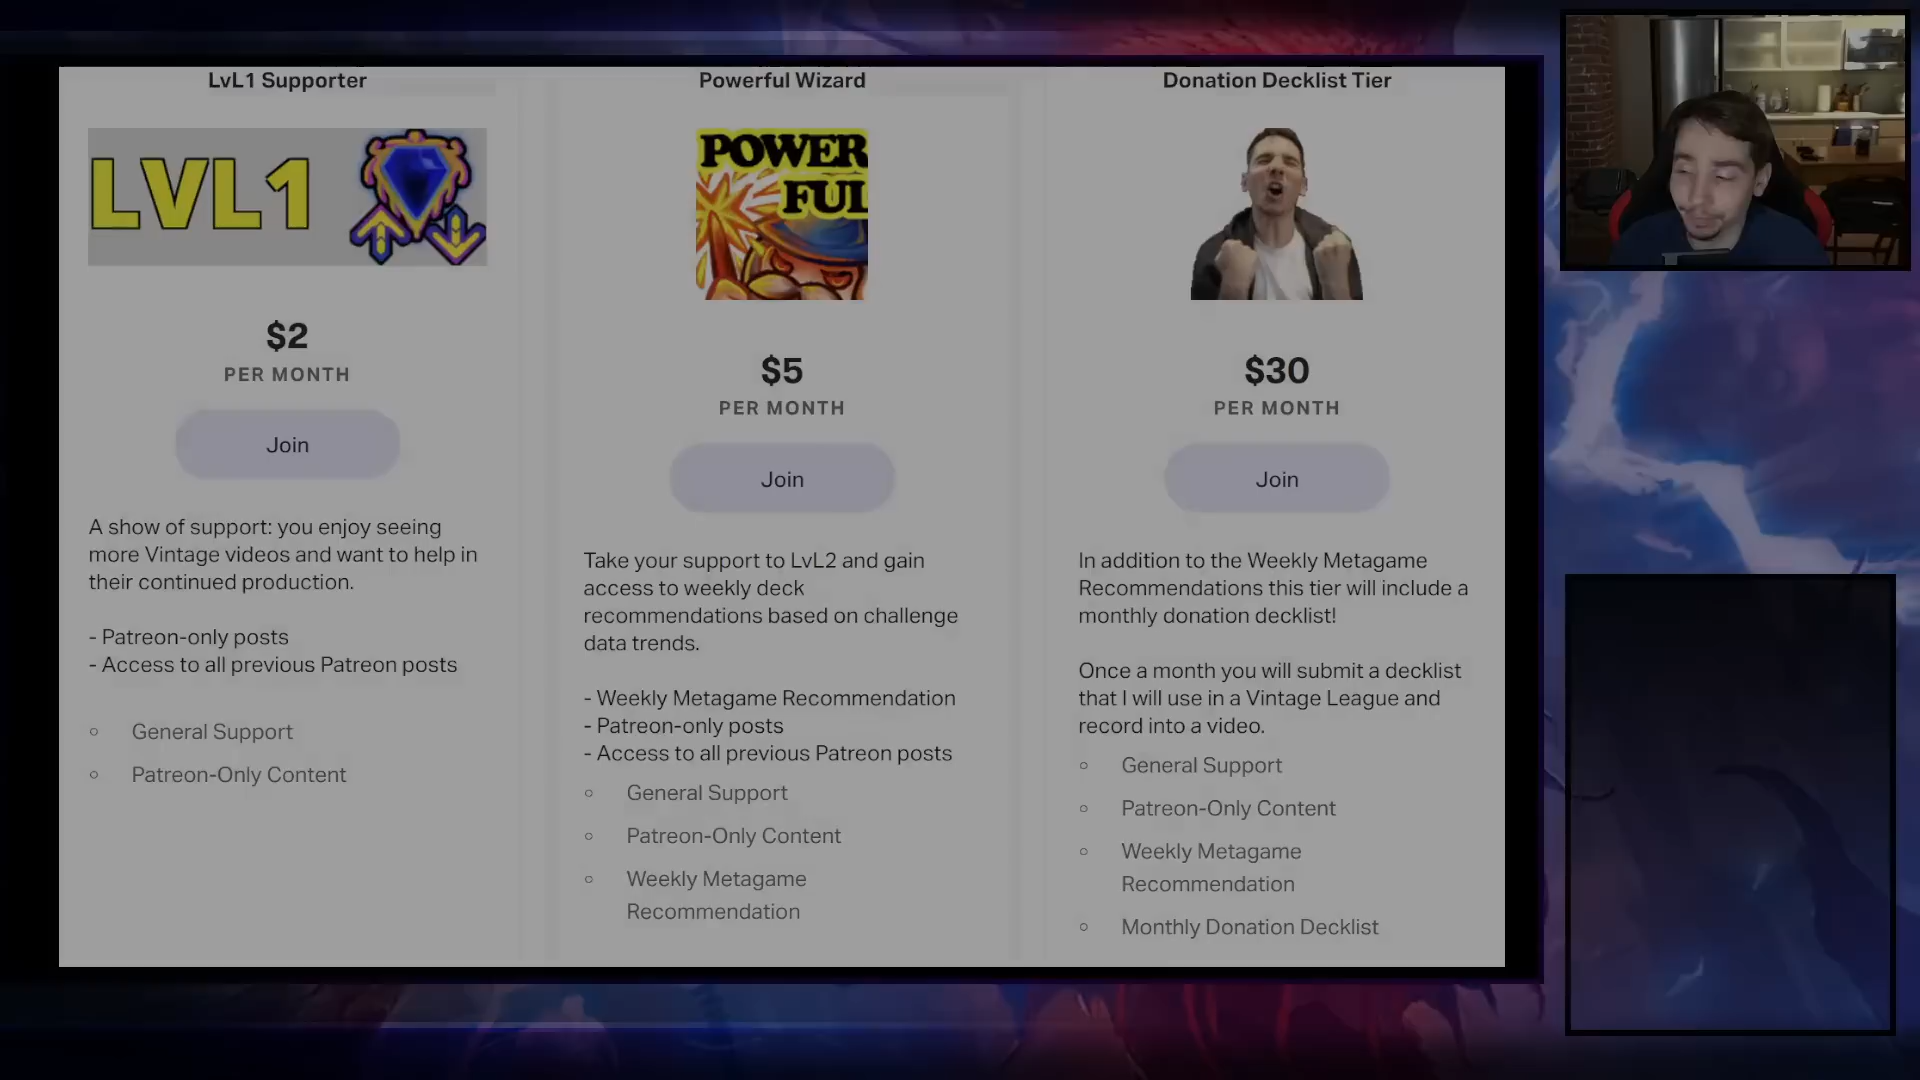 LvL1 Supporter
LVL1
$2
PER MONTH
Join
A show of support: you enjoy seeing
more Vintage videos and want to help in
their continued production.
- Patreon-only posts
- Access to all previous Patreon posts
General Support
Patreon-Only Content
Powerful Wizard
POWER
FUL
$5
PER MONTH
Join
Take your support to LvL2 and gain
access to weekly deck
recommendations based on challenge
data trends.
- Weekly Metagame Recommendation
- Patreon-only posts
- Access to all previous Patreon posts
General Support
Patreon-Only Content
Weekly Metagame
Recommendation
Donation Decklist Tier
$30
PER MONTH
Join
In addition to the Weekly Metagame
Recommendations this tier will include a
monthly donation decklist!
Once a month you will submit a decklist
that I will use in a Vintage League and
record into a video.
General Support
Patreon-Only Content
Weekly Metagame
Recommendation
Monthly Donation Decklist